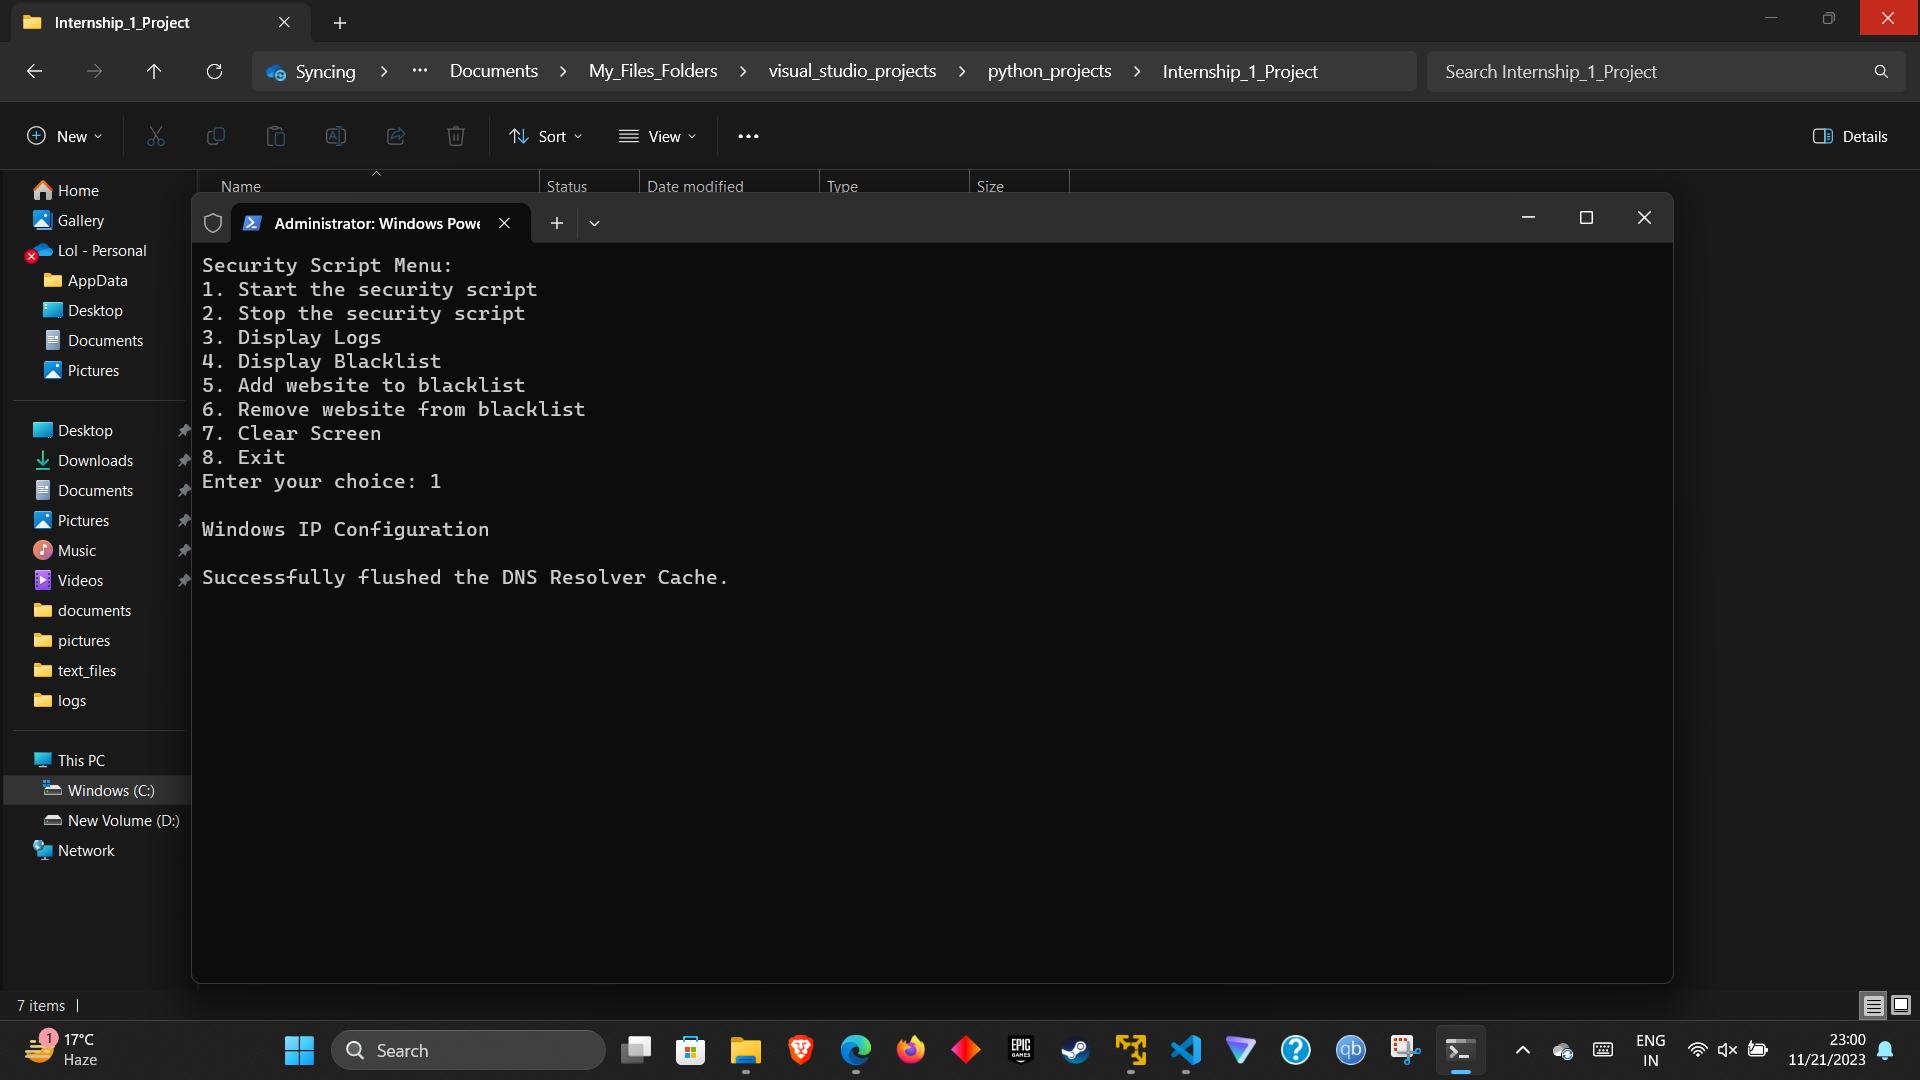 Internship_1_Project
Syncing
Documents
My_Files_Folders
visual_studio_projects
python_projects
Internship_1_Project
Search Internship_1_Project
New
Sort
View
Details
Name
Status
Date modified
Type
Size
Home
Gallery
Lol - Personal
AppData
Desktop
Documents
Pictures
Desktop
Downloads
Documents
Pictures
Music
Videos
documents
pictures
text_files
logs
This PC
Windows (C:)
New Volume (D:)
Network
Administrator: Windows Powe
Security Script Menu:
1. Start the security script
2. Stop the security script
3. Display Logs
4. Display Blacklist
5. Add website to blacklist
6. Remove website from blacklist
7. Clear Screen
8. Exit
Enter your choice: 1
Windows IP Configuration
Successfully flushed the DNS Resolver Cache.
7 items
1
17°C
Haze
Search
EPIC
GAMES
qb
ENG
IN
23:00
11/21/2023